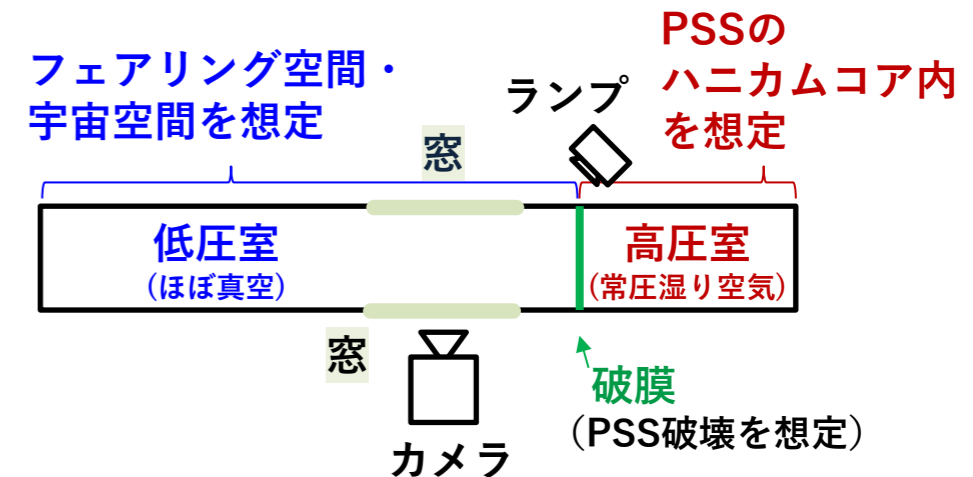 フェアリング空間・
宇宙空間を想定
PSSの
ハニカムコア内
を想定
ランプ
窓
低圧室
(ほぼ真空)
高圧室
(常圧湿り空気)
窓
破膜
（PSS破壊を想定）
カメラ